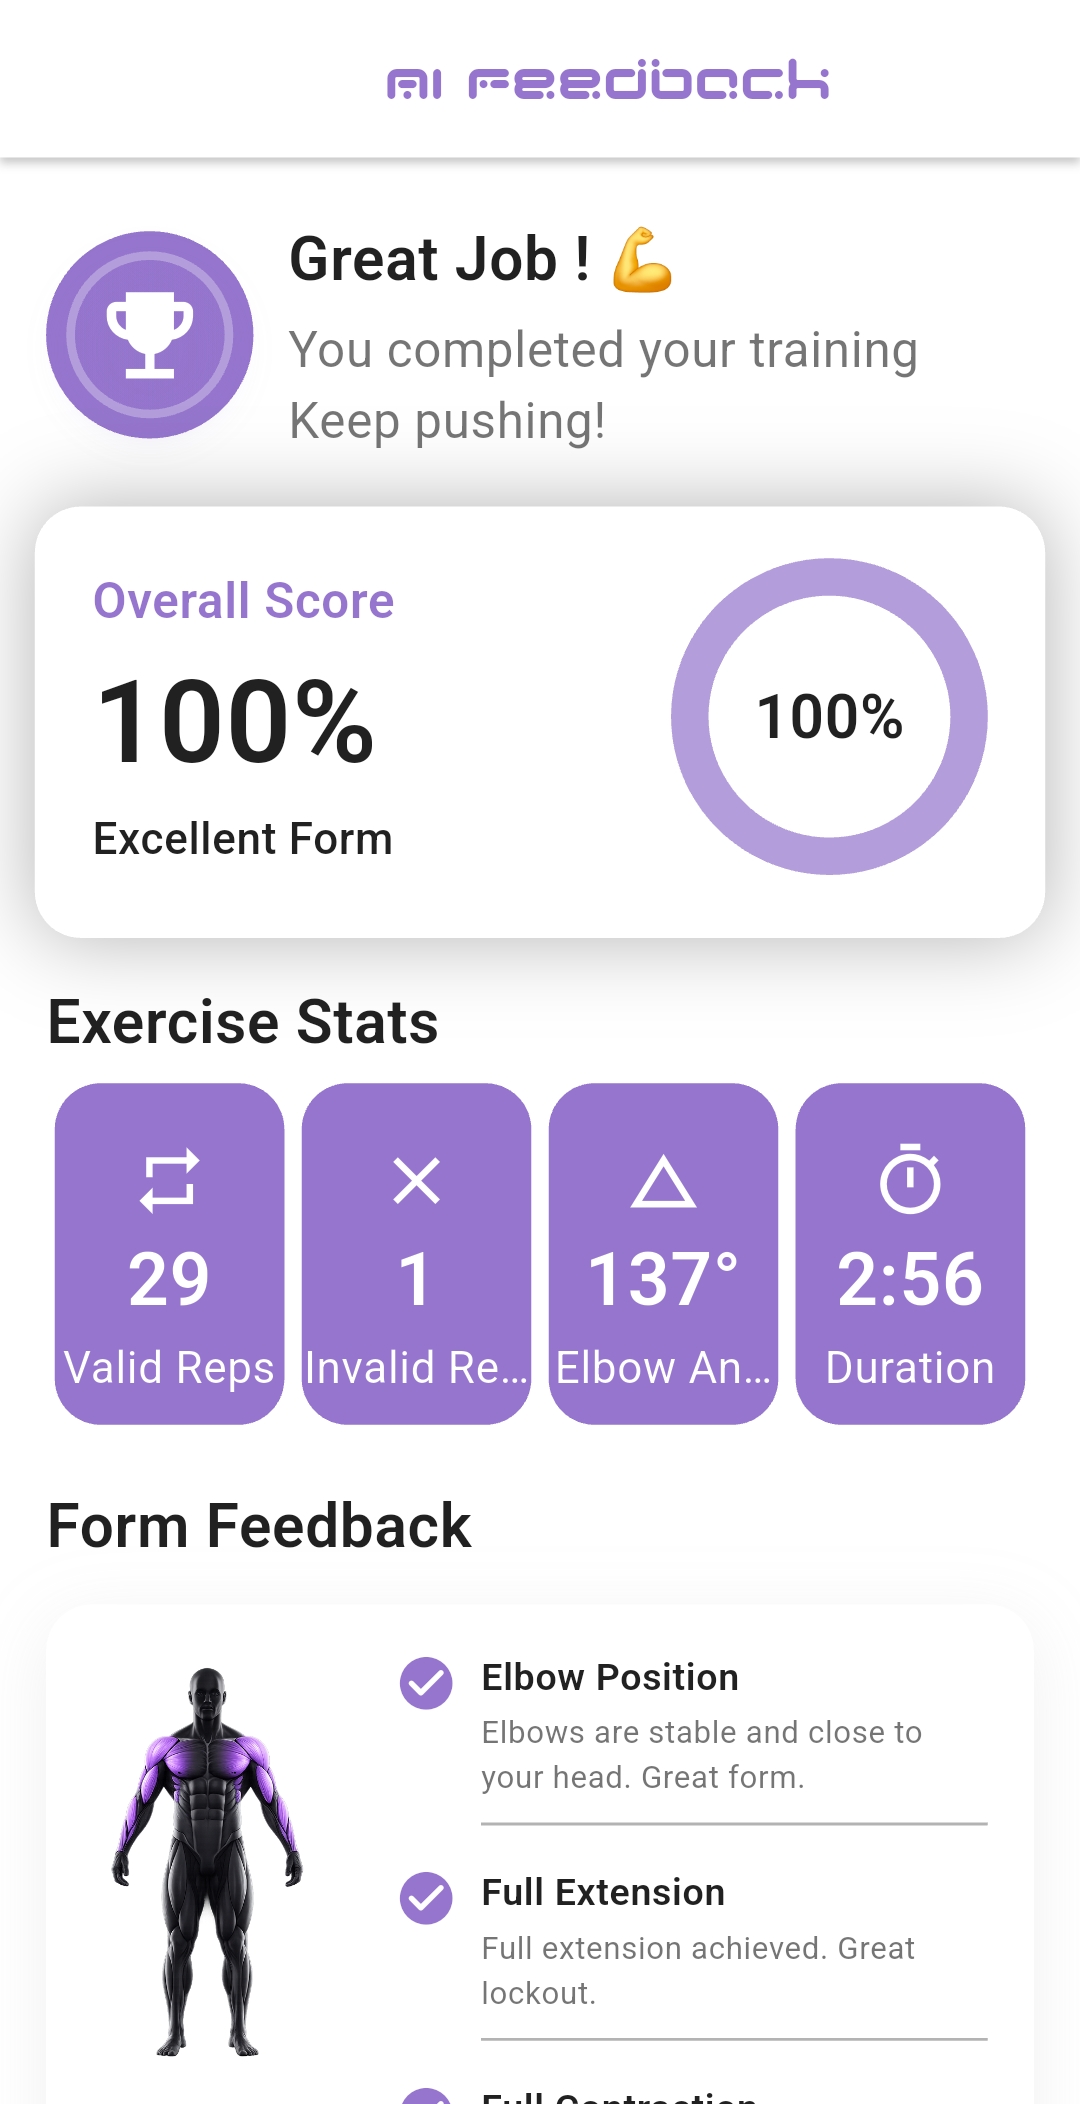 AI Feedback
Great Job ! 💪
You completed your training
Keep pushing!
Overall Score
100%
100%
Excellent Form
Exercise Stats
29
1
137°
2:56
Valid Reps
Invalid Re...
Elbow An...
Duration
Form Feedback
Elbow Position
Elbows are stable and close to
your head. Great form.
Full Extension
Full extension achieved. Great
lockout.
Full Contraction